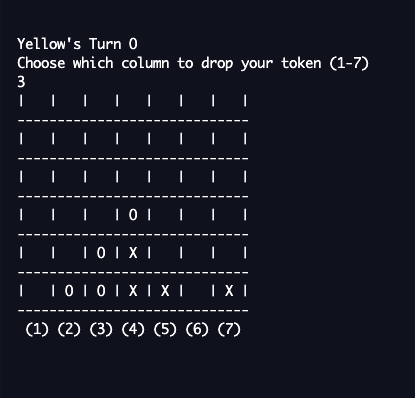 Yellow's Turn O
Choose which column to drop your token (1-7)
3
|   |   |   |   |   |   |   |
-----------------------------
|   |   |   |   |   |   |   |
-----------------------------
|   |   |   |   |   |   |   |
-----------------------------
|   |   |   | O |   |   |   |
-----------------------------
|   |   | O | X |   |   |   |
-----------------------------
|   | O | O | X | X |   | X |
-----------------------------
(1) (2) (3) (4) (5) (6) (7)